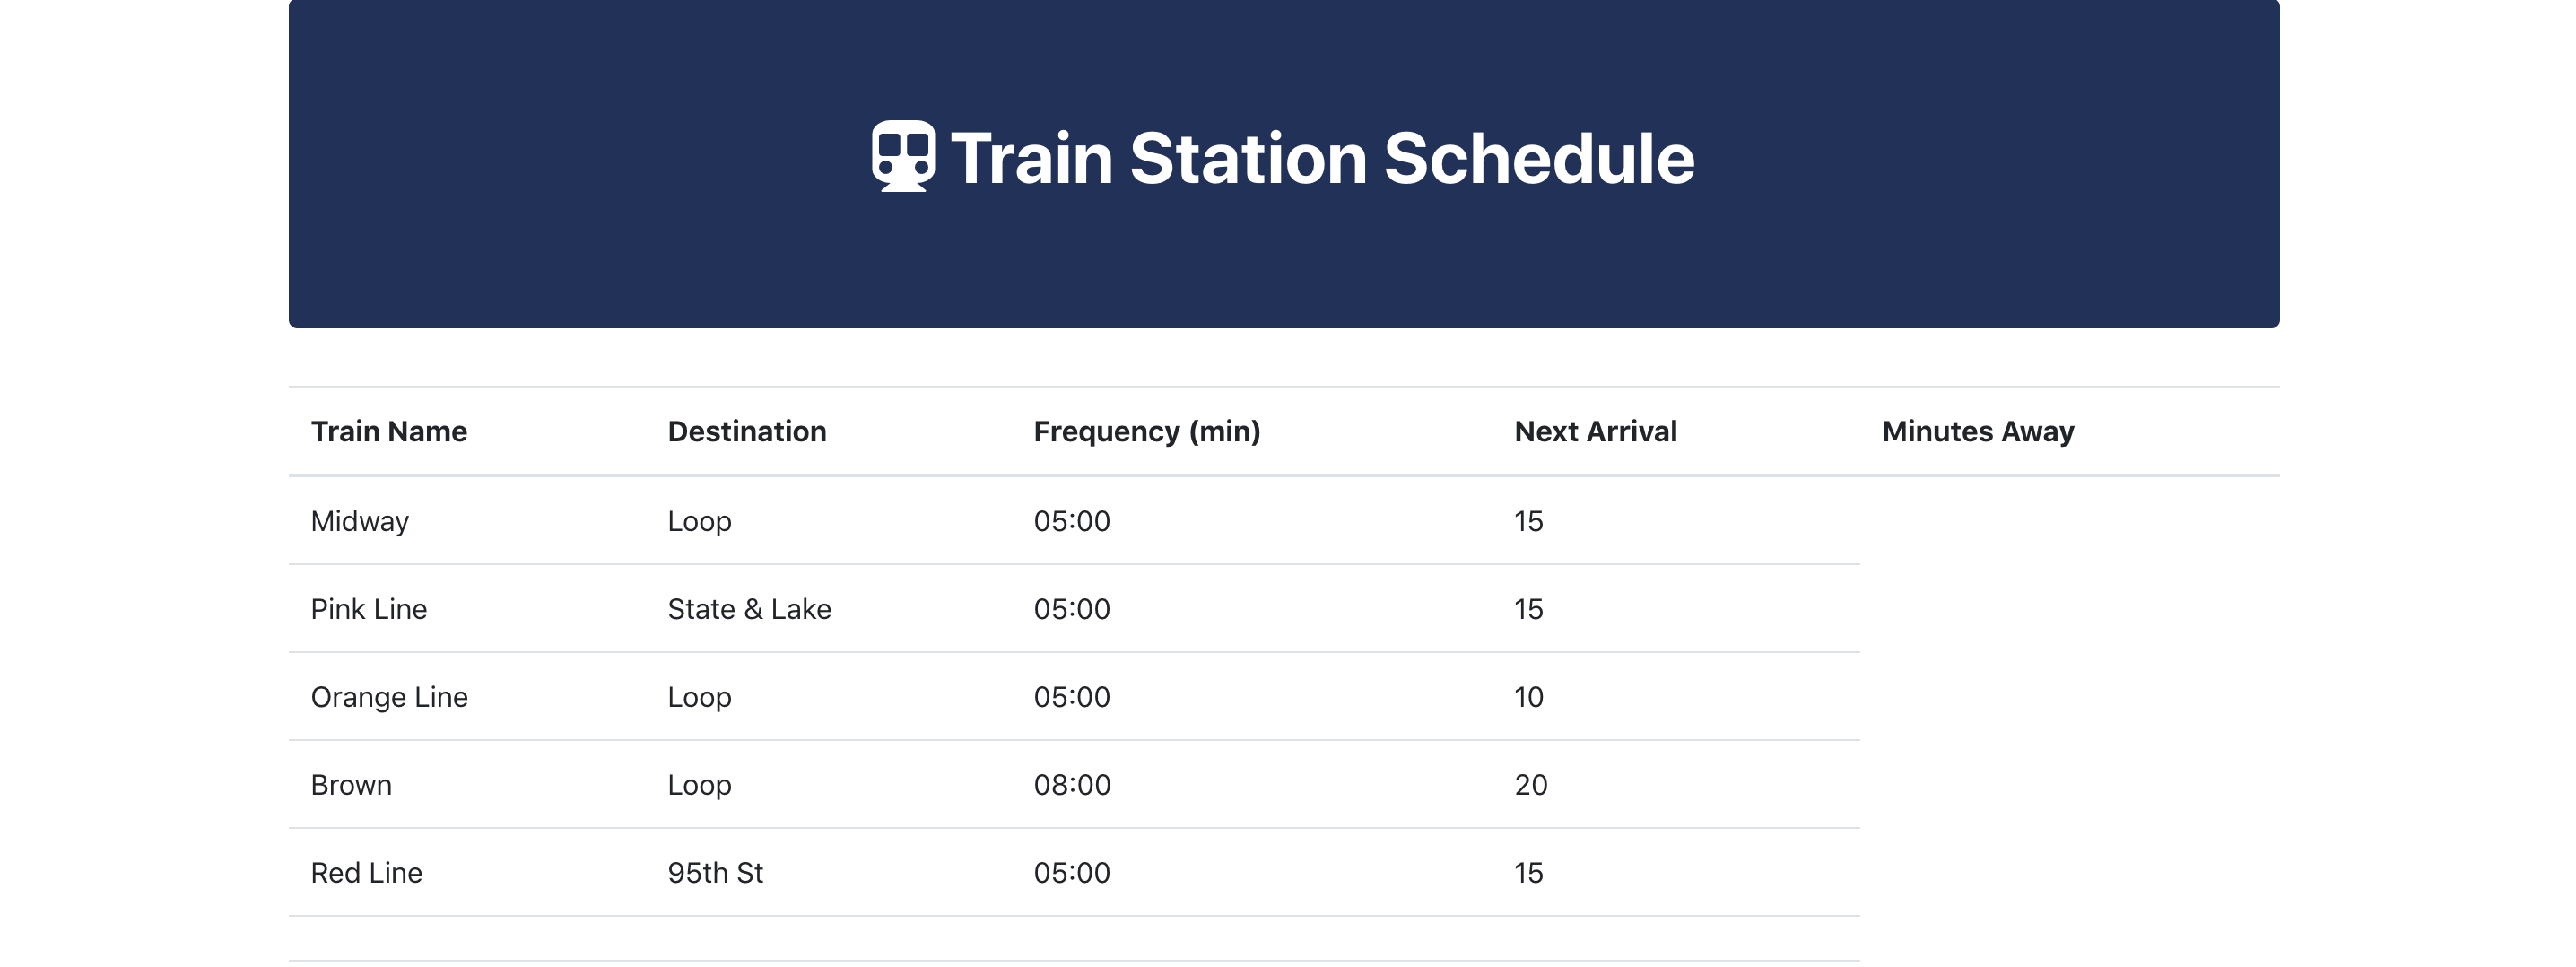 Train Station Schedule
Train Name Destination Frequency (min) Next Arrival Minutes Away
Midway Loop 05:00 15
Pink Line State & Lake 05:00 15
Orange Line Loop 05:00 10
Brown Loop 08:00 20
Red Line 95th St 05:00 15